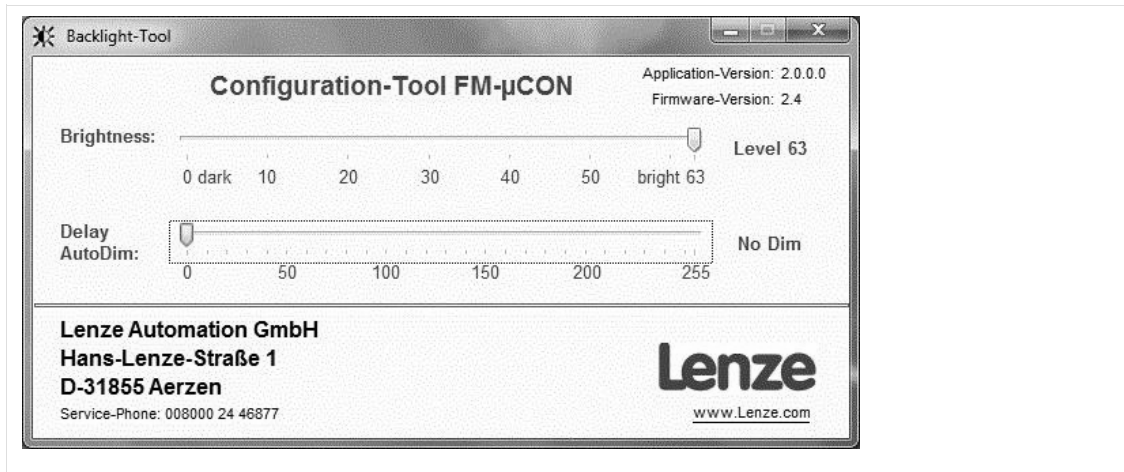 Backlight-Tool
Configuration-Tool FM-µCON
Application-Version: 2.0.0.0
Firmware-Version: 2.4
Brightness:
Level 63
0 dark 10 20 30 40 50 bright 63
Delay
AutoDim:
No Dim
0 50 100 150 200 255
Lenze Automation GmbH
Hans-Lenze-Straße 1
D-31855 Aerzen
Service-Phone: 008000 24 46877
Lenze
www.Lenze.com